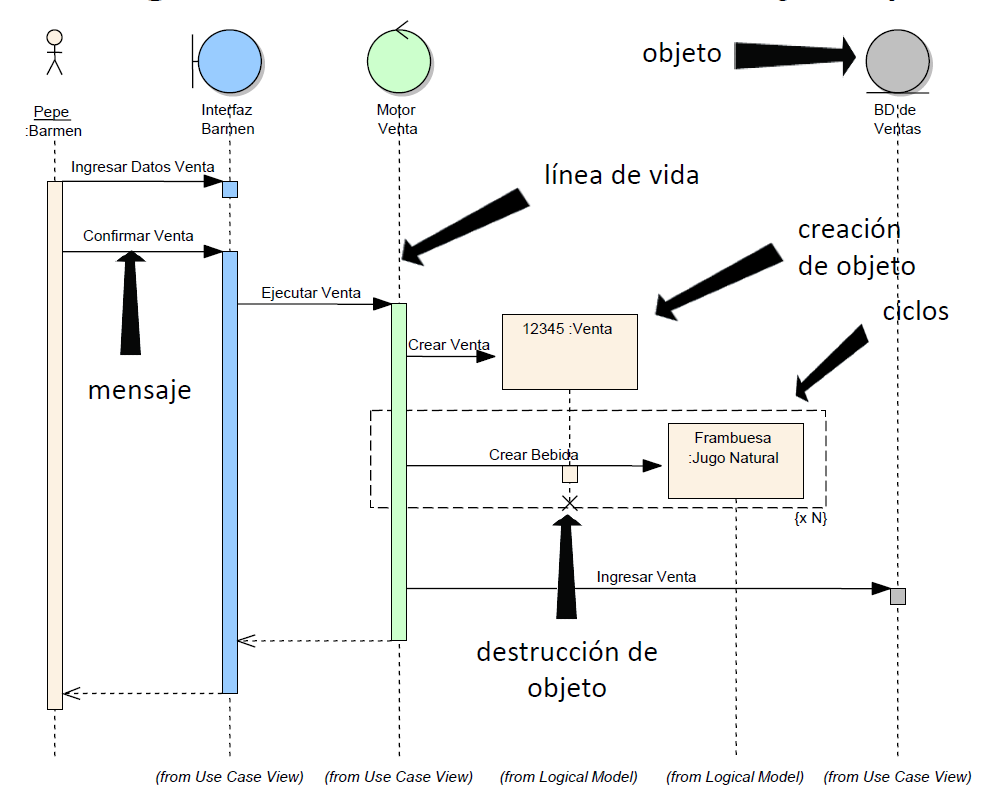 objeto
Pepe
:Barmen
Interfaz
Barmen
Motor
Venta
BD de
Ventas
Ingresar Datos Venta
línea de vida
Confirmar Venta
creación
de objeto
Ejecutar Venta
ciclos
12345 :Venta
Crear Venta
mensaje
Frambuesa
:Jugo Natural
Crear Bebida
{x N}
Ingresar Venta
destrucción de
objeto
(from Use Case View)
(from Use Case View)
(from Logical Model)
(from Logical Model)
(from Use Case View)